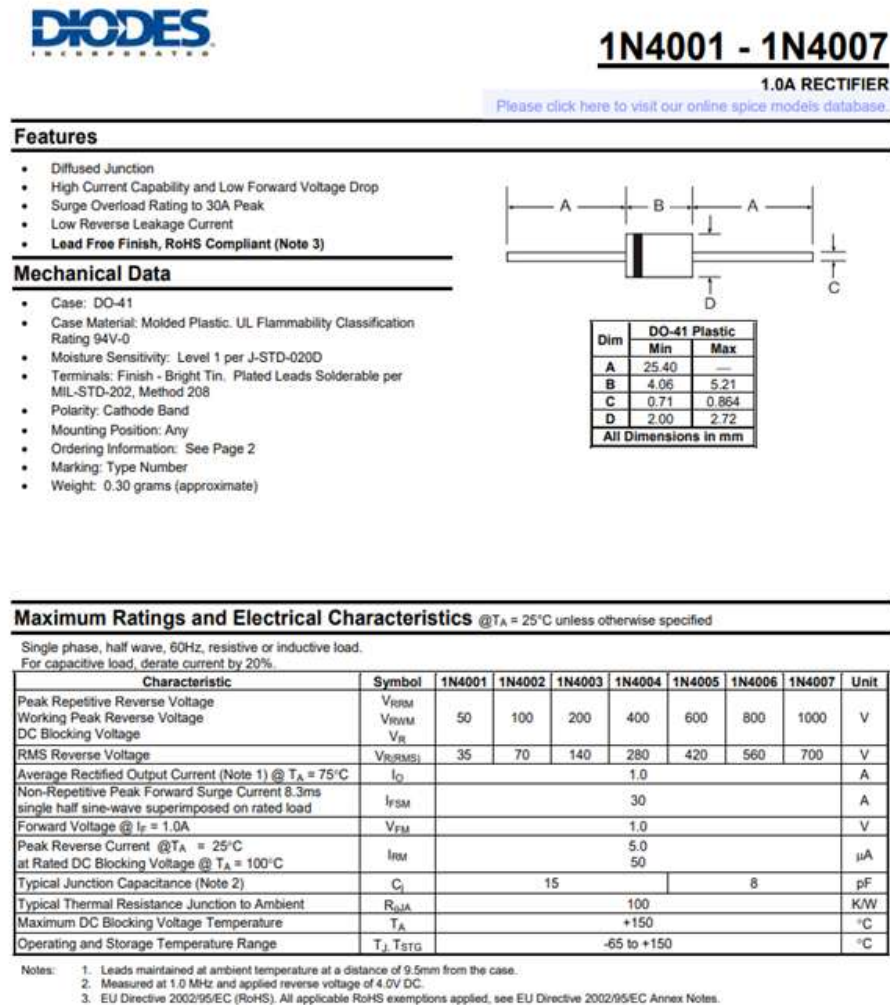 DIODES
INCORPORATED
1N4001 - 1N4007
1.0A RECTIFIER
Please click here to visit our online spice models database.
Features
• Diffused Junction
• High Current Capability and Low Forward Voltage Drop
• Surge Overload Rating to 30A Peak
• Low Reverse Leakage Current
• Lead Free Finish, RoHS Compliant (Note 3)
Mechanical Data
• Case: DO-41
• Case Material: Molded Plastic. UL Flammability Classification
Rating 94V-0
• Moisture Sensitivity: Level 1 per J-STD-020D
• Terminals: Finish - Bright Tin. Plated Leads Solderable per
MIL-STD-202, Method 208
• Polarity: Cathode Band
• Mounting Position: Any
• Ordering Information: See Page 2
• Marking: Type Number
• Weight: 0.30 grams (approximate)
A B A
C
D
Dim DO-41 Plastic
Min Max
A 25.40 —
B 4.06 5.21
C 0.71 0.864
D 2.00 2.72
All Dimensions in mm
Maximum Ratings and Electrical Characteristics @TA = 25°C unless otherwise specified
Single phase, half wave, 60Hz, resistive or inductive load.
For capacitive load, derate current by 20%.
Characteristic Symbol 1N4001 1N4002 1N4003 1N4004 1N4005 1N4006 1N4007 Unit
Peak Repetitive Reverse Voltage VRRM
Working Peak Reverse Voltage VRWM 50 100 200 400 600 800 1000 V
DC Blocking Voltage VR
RMS Reverse Voltage VR(RMS) 35 70 140 280 420 560 700 V
Average Rectified Output Current (Note 1) @ TA = 75°C IO 1.0 A
Non-Repetitive Peak Forward Surge Current 8.3ms
single half sine-wave superimposed on rated load IFSM 30 A
Forward Voltage @ IF = 1.0A VFM 1.0 V
Peak Reverse Current @TA = 25°C IRM 5.0 µA
at Rated DC Blocking Voltage @ TA = 100°C 50
Typical Junction Capacitance (Note 2) Cj 15 8 pF
Typical Thermal Resistance Junction to Ambient RθJA 100 K/W
Maximum DC Blocking Voltage Temperature TA +150 °C
Operating and Storage Temperature Range TJ, TSTG -65 to +150 °C
Notes: 1. Leads maintained at ambient temperature at a distance of 9.5mm from the case.
2. Measured at 1.0 MHz and applied reverse voltage of 4.0V DC.
3. EU Directive 2002/95/EC (RoHS). All applicable RoHS exemptions applied, see EU Directive 2002/95/EC Annex Notes.